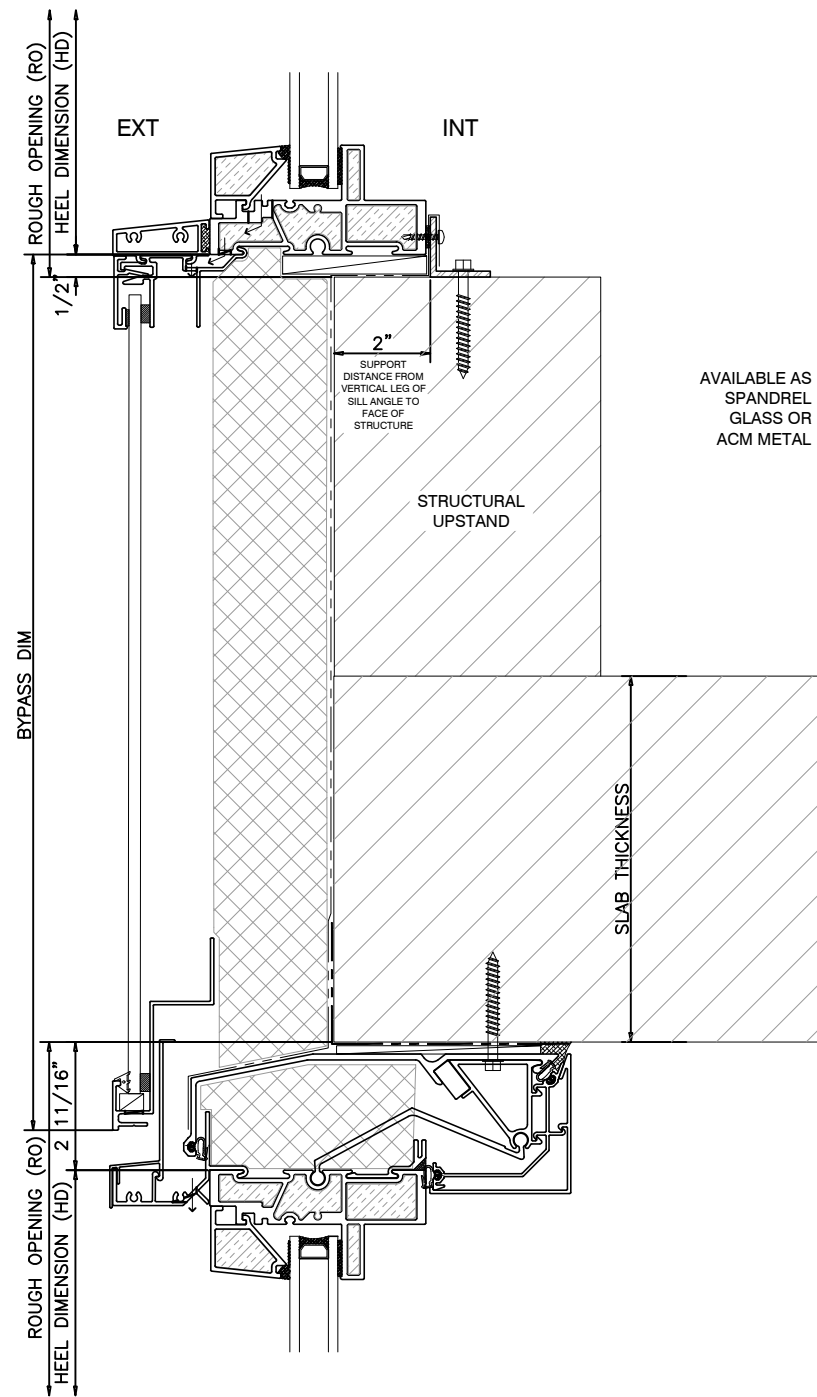 ROUGH OPENING (RO)
HEEL DIMENSION (HD)
EXT
INT
1/2"
2"
SUPPORT
DISTANCE FROM
VERTICAL LEG OF
SILL ANGLE TO
FACE OF
STRUCTURE
AVAILABLE AS
SPANDREL
GLASS OR
ACM METAL
STRUCTURAL
UPSTAND
BYPASS DIM
SLAB THICKNESS
2 11/16"
ROUGH OPENING (RO)
HEEL DIMENSION (HD)